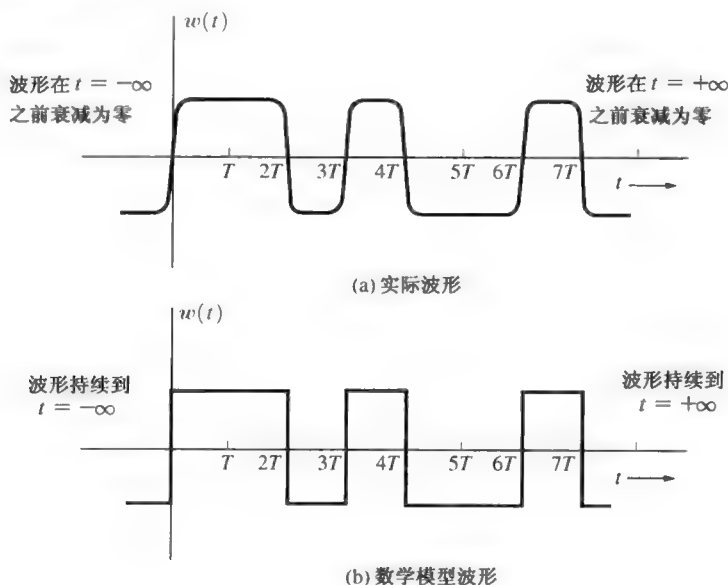 w(t)
波形在 t = −∞
之前衰减为零
波形在 t = +∞
之前衰减为零
T 2T 3T 4T 5T 6T 7T t
(a) 实际波形
w(t)
波形持续到
t = −∞
波形持续到
t = +∞
T 2T 3T 4T 5T 6T 7T t
(b) 数学模型波形